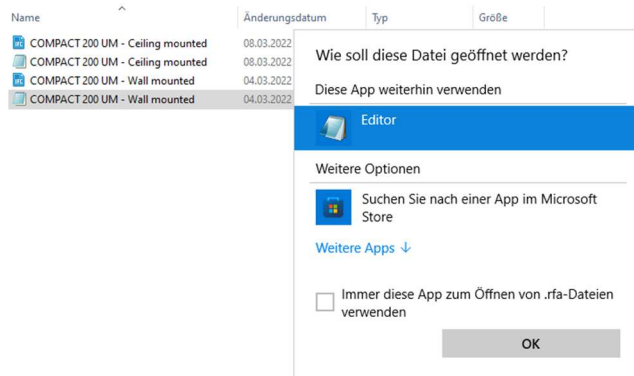 Name Änderungsdatum Typ Größe
COMPACT 200 UM - Ceiling mounted 08.03.2022
COMPACT 200 UM - Ceiling mounted 08.03.2022
COMPACT 200 UM - Wall mounted 04.03.2022
COMPACT 200 UM - Wall mounted 04.03.2022
Wie soll diese Datei geöffnet werden?
Diese App weiterhin verwenden
Editor
Weitere Optionen
Suchen Sie nach einer App im Microsoft
Store
Weitere Apps ↓
Immer diese App zum Öffnen von .rfa-Dateien
verwenden
OK